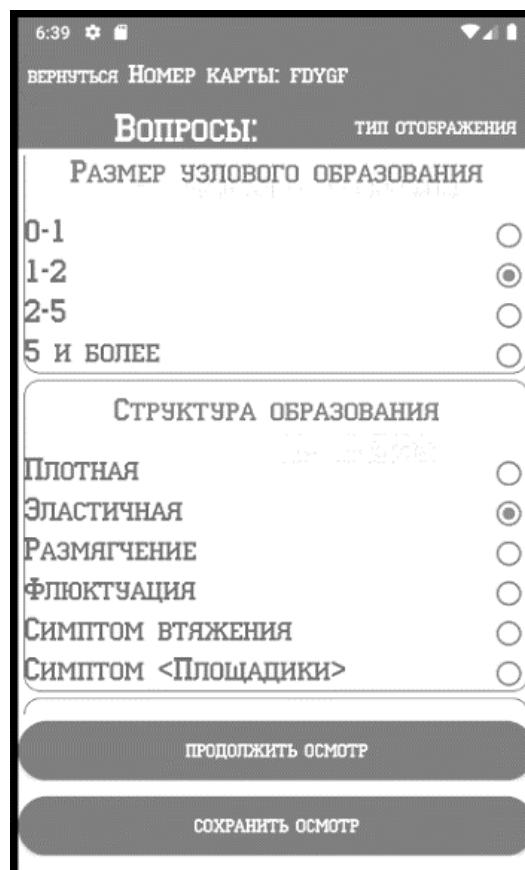 6:39
вернуться Номер карты: fdygf
Вопросы: тип отображения
Размер узлового образования
0-1
1-2
2-5
5 и более
Структура образования
Плотная
Эластичная
Размягчение
Флюктуация
Симптом втяжения
Симптом <Площадики>
продолжить осмотр
сохранить осмотр